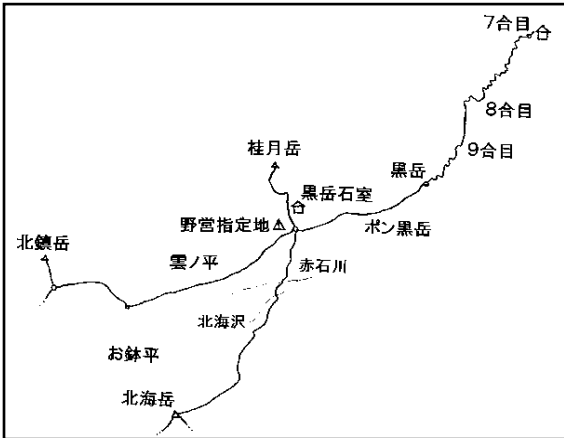 7合目
8合目
9合目
桂月岳
黒岳
黒岳石室
野営指定地
ポン黒岳
北鎮岳
雲ノ平
赤石川
北海沢
お鉢平
北海岳